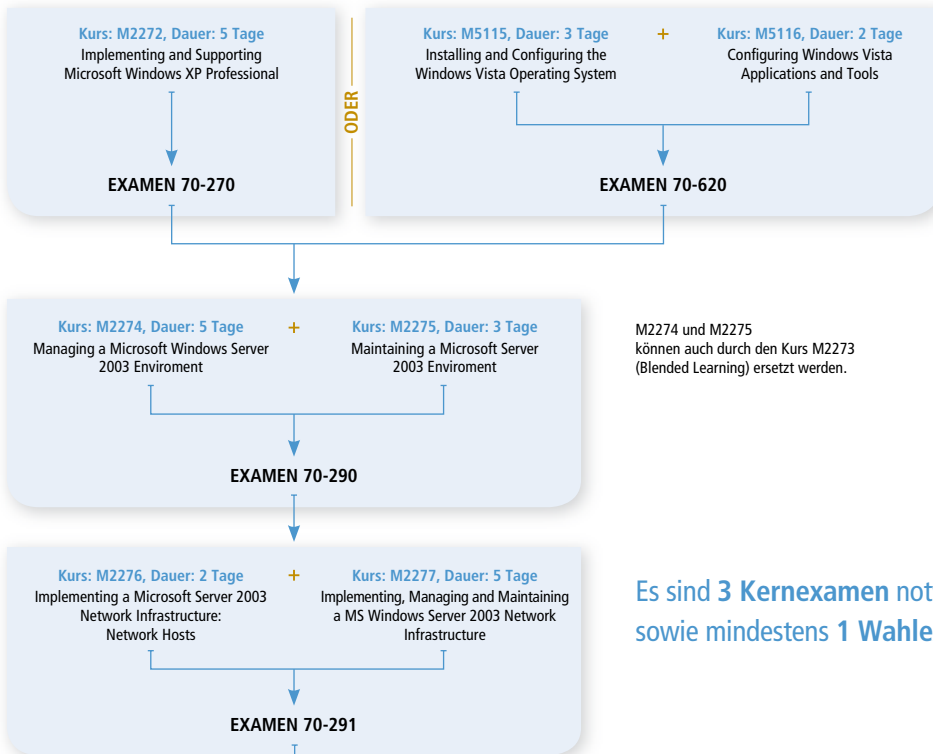 Kurs: M2272, Dauer: 5 Tage
Implementing and Supporting
Microsoft Windows XP Professional
EXAMEN 70-270
ODER
Kurs: M5115, Dauer: 3 Tage
Installing and Configuring the
Windows Vista Operating System
+
Kurs: M5116, Dauer: 2 Tage
Configuring Windows Vista
Applications and Tools
EXAMEN 70-620
Kurs: M2274, Dauer: 5 Tage
Managing a Microsoft Windows Server
2003 Enviroment
+
Kurs: M2275, Dauer: 3 Tage
Maintaining a Microsoft Server
2003 Enviroment
EXAMEN 70-290
M2274 und M2275
können auch durch den Kurs M2273
(Blended Learning) ersetzt werden.
Kurs: M2276, Dauer: 2 Tage
Implementing a Microsoft Server 2003
Network Infrastructure:
Network Hosts
+
Kurs: M2277, Dauer: 5 Tage
Implementing, Managing and Maintaining
a MS Windows Server 2003 Network
Infrastructure
EXAMEN 70-291
Es sind 3 Kernexamen not
sowie mindestens 1 Wahle